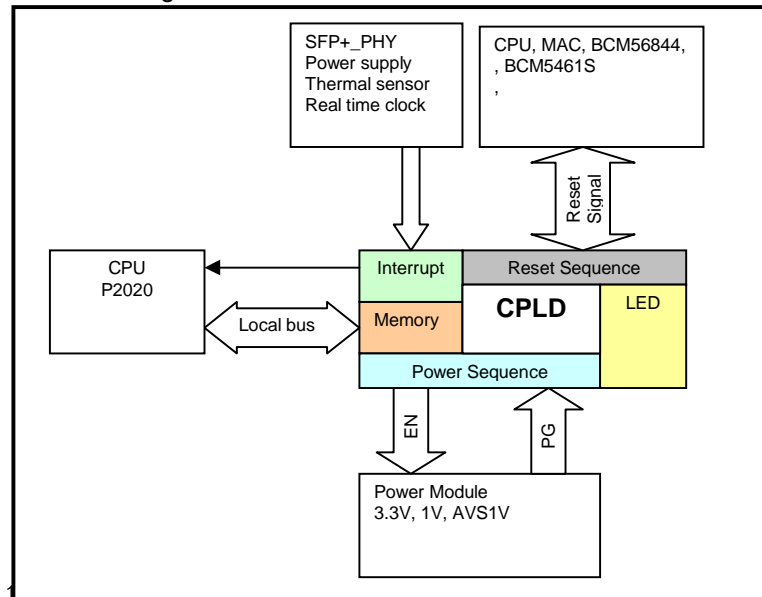 SFP+_PHY
Power supply
Thermal sensor
Real time clock
CPU, MAC, BCM56844,
, BCM5461S
,
Reset
Signal
CPU
P2020
Interrupt
Reset Sequence
Local bus
Memory
CPLD
LED
Power Sequence
EN
PG
Power Module
3.3V, 1V, AVS1V